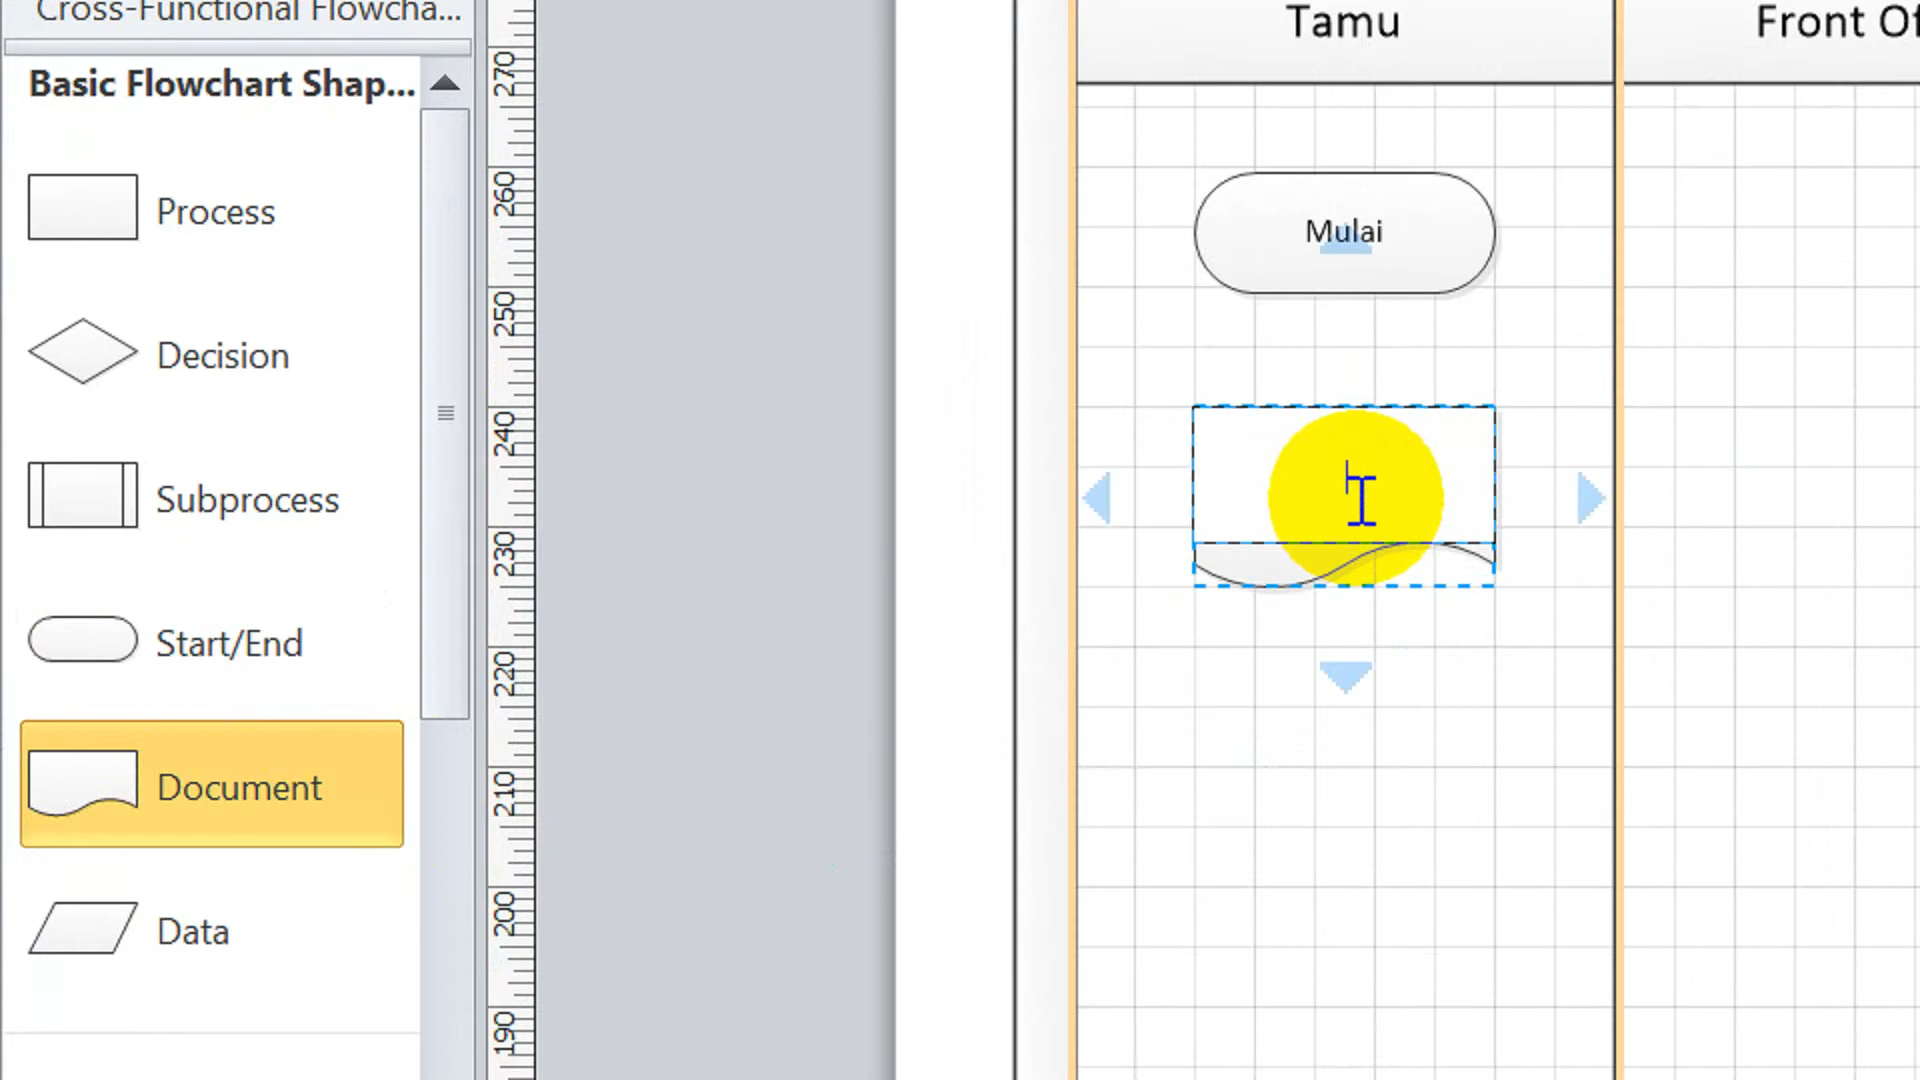 Cross-Functional Flowcha...
Basic Flowchart Shap...
Process
Decision
Subprocess
Start/End
Document
Data
270
260
250
240
230
220
210
200
190
Tamu
Front Of
Mulai